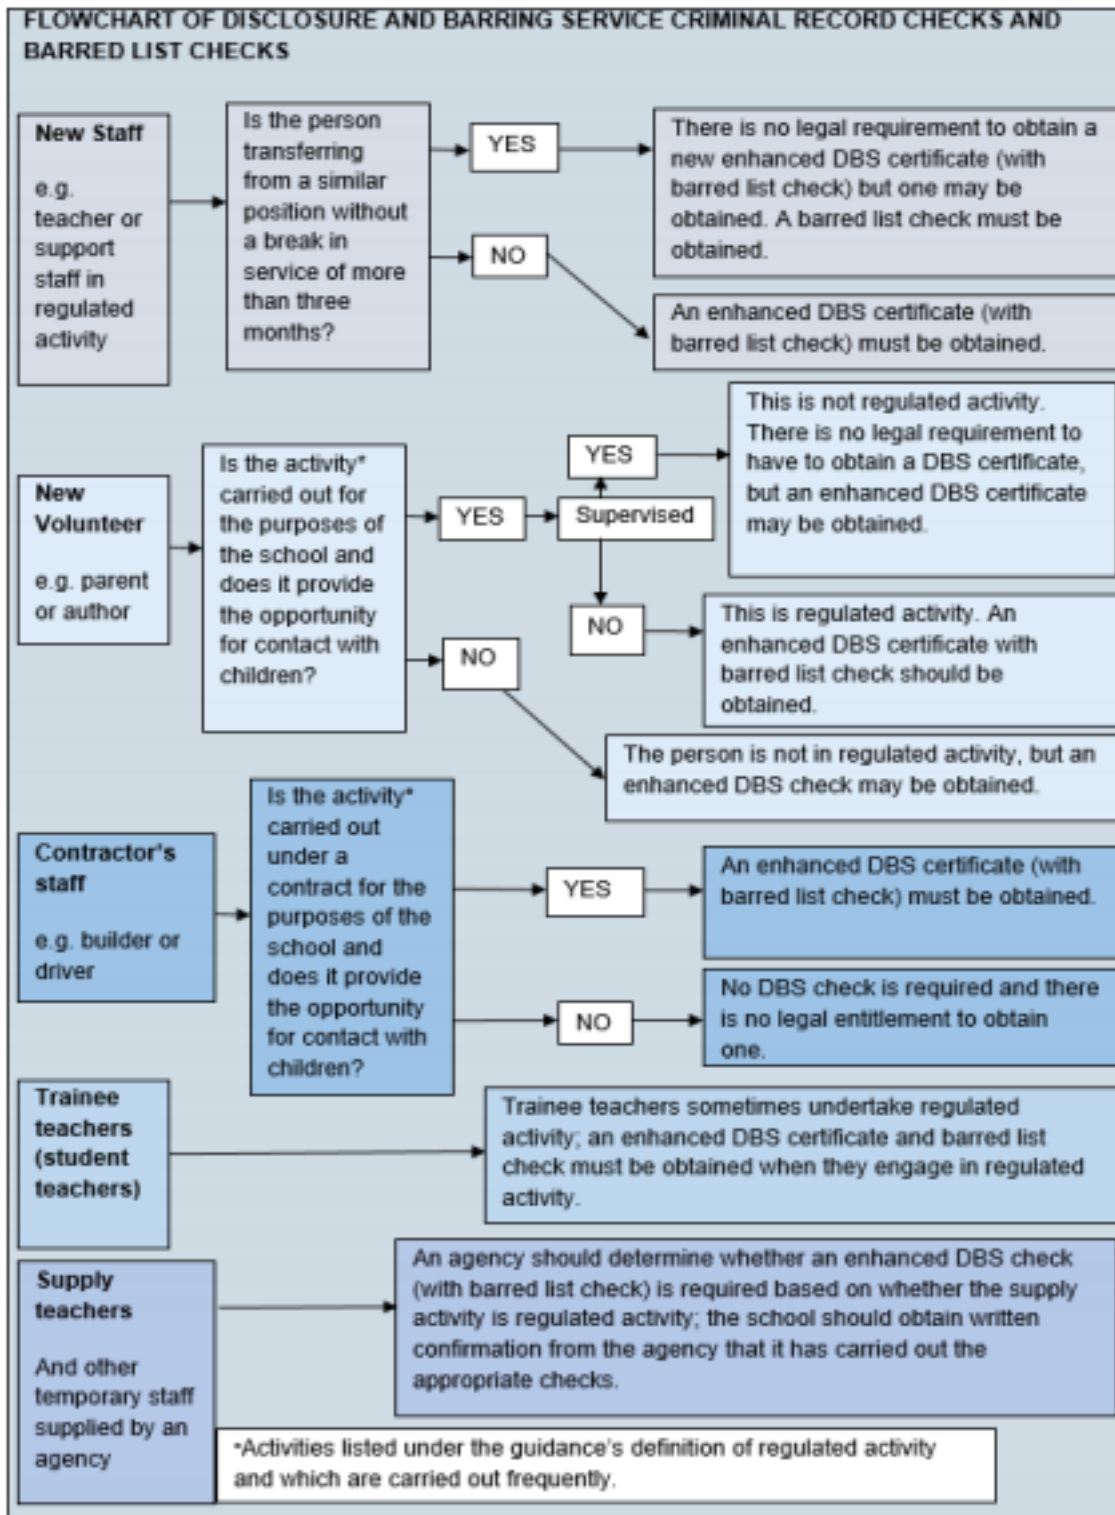 FLOWCHART OF DISCLOSURE AND BARRING SERVICE CRIMINAL RECORD CHECKS AND
BARRED LIST CHECKS
New Staff
e.g.
teacher or
support
staff in
regulated
activity
Is the person
transferring
from a similar
position without
a break in
service of more
than three
months?
YES
There is no legal requirement to obtain a
new enhanced DBS certificate (with
barred list check) but one may be
obtained. A barred list check must be
obtained.
NO
An enhanced DBS certificate (with
barred list check) must be obtained.
New
Volunteer
e.g. parent
or author
Is the activity*
carried out for
the purposes of
the school and
does it provide
the opportunity
for contact with
children?
YES
Supervised
YES
This is not regulated activity.
There is no legal requirement to
have to obtain a DBS certificate,
but an enhanced DBS certificate
may be obtained.
NO
This is regulated activity. An
enhanced DBS certificate with
barred list check should be
obtained.
NO
The person is not in regulated activity, but an
enhanced DBS check may be obtained.
Contractor's
staff
e.g. builder or
driver
Is the activity*
carried out
under a
contract for the
purposes of the
school and
does it provide
the opportunity
for contact with
children?
YES
An enhanced DBS certificate (with
barred list check) must be obtained.
NO
No DBS check is required and there
is no legal entitlement to obtain
one.
Trainee
teachers
(student
teachers)
Trainee teachers sometimes undertake regulated
activity; an enhanced DBS certificate and barred list
check must be obtained when they engage in regulated
activity.
Supply
teachers
And other
temporary staff
supplied by an
agency
An agency should determine whether an enhanced DBS check
(with barred list check) is required based on whether the supply
activity is regulated activity; the school should obtain written
confirmation from the agency that it has carried out the
appropriate checks.
*Activities listed under the guidance's definition of regulated activity
and which are carried out frequently.